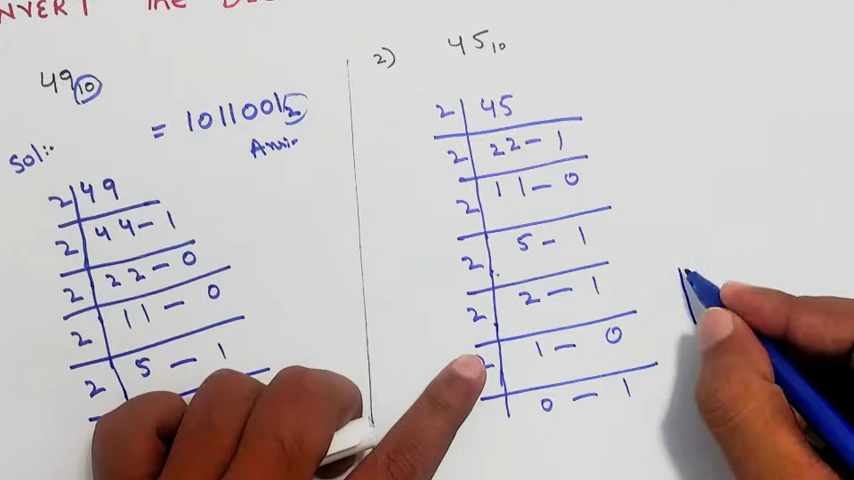 CONVERT THE
49₁₀
= 1011001₂
Ans:-
Sol:-
2 | 49
2 | 44 - 1
2 | 22 - 0
2 | 11 - 0
2 | 5 - 1
2) 45₁₀
2 | 45
2 | 22 - 1
2 | 11 - 0
2 | 5 - 1
2 | 2 - 1
1 - 0
0 - 1